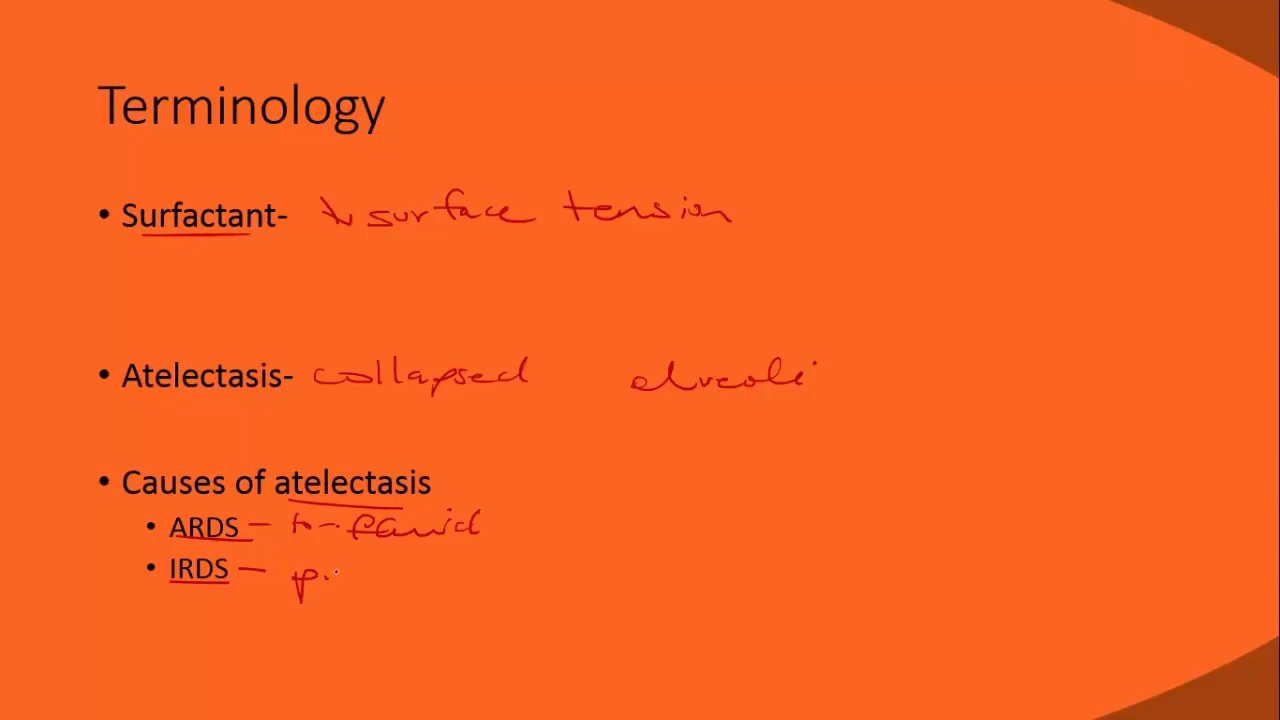 Terminology
• Surfactant- ↓ surface tension
• Atelectasis- collapsed alveoli
• Causes of atelectasis
• ARDS – fluid
• IRDS – p